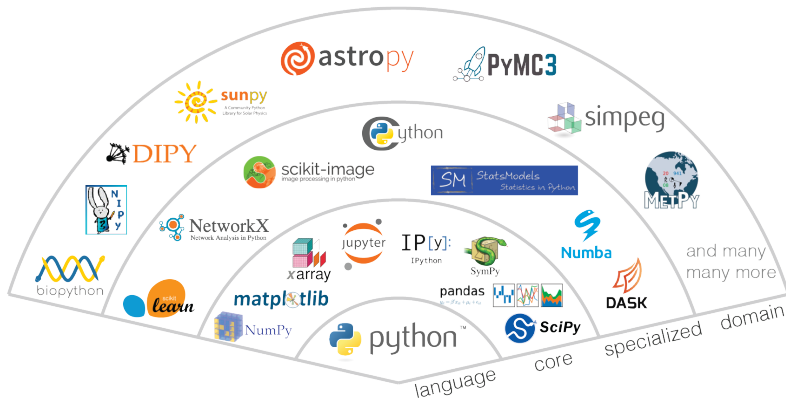 astropy
PyMC3
sunpy
A Community Python
Library for Solar Physics
simpeg
Cython
DIPY
scikit-image
image processing in python
SM StatsModels
Statistics in Python
METPY
NIPy
NetworkX
Network Analysis in Python
jupyter
IP[y]:
IPython
Numba
xarray
SymPy
and many
many more
biopython
learn
matplotlib
pandas
DASK
NumPy
SciPy
python™
language
core
specialized
domain